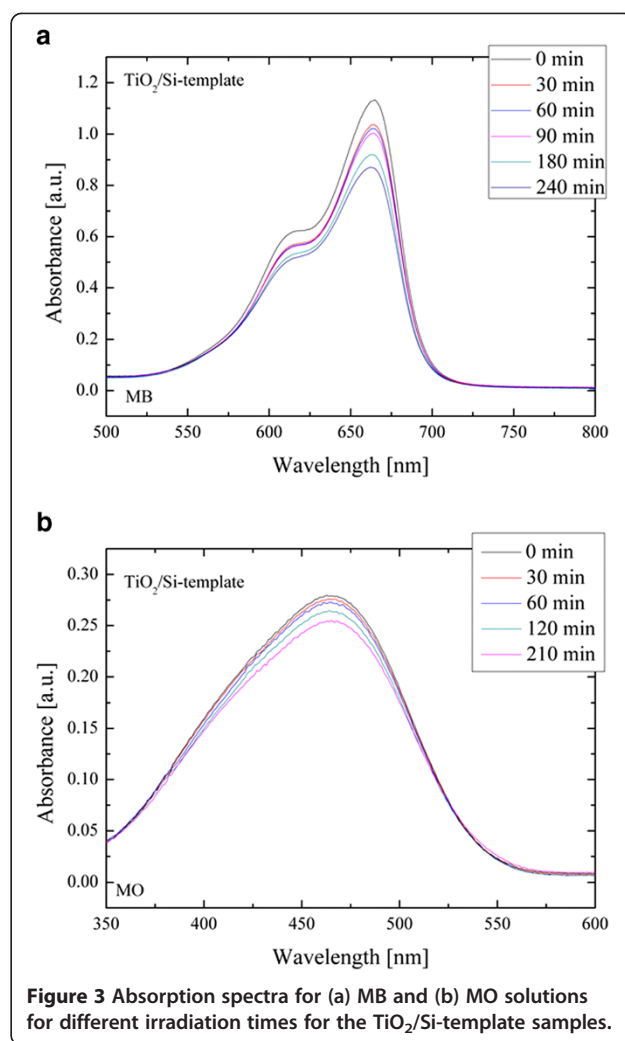 a
TiO₂/Si-template
0 min
30 min
60 min
90 min
180 min
240 min
1.2
1.0
0.8
0.6
0.4
0.2
0.0
Absorbance [a.u.]
MB
500 550 600 650 700 750 800
Wavelength [nm]
b
TiO₂/Si-template
0 min
30 min
60 min
120 min
210 min
0.30
0.25
0.20
0.15
0.10
0.05
0.00
Absorbance [a.u.]
MO
350 400 450 500 550 600
Wavelength [nm]
Figure 3 Absorption spectra for (a) MB and (b) MO solutions
for different irradiation times for the TiO₂/Si-template samples.